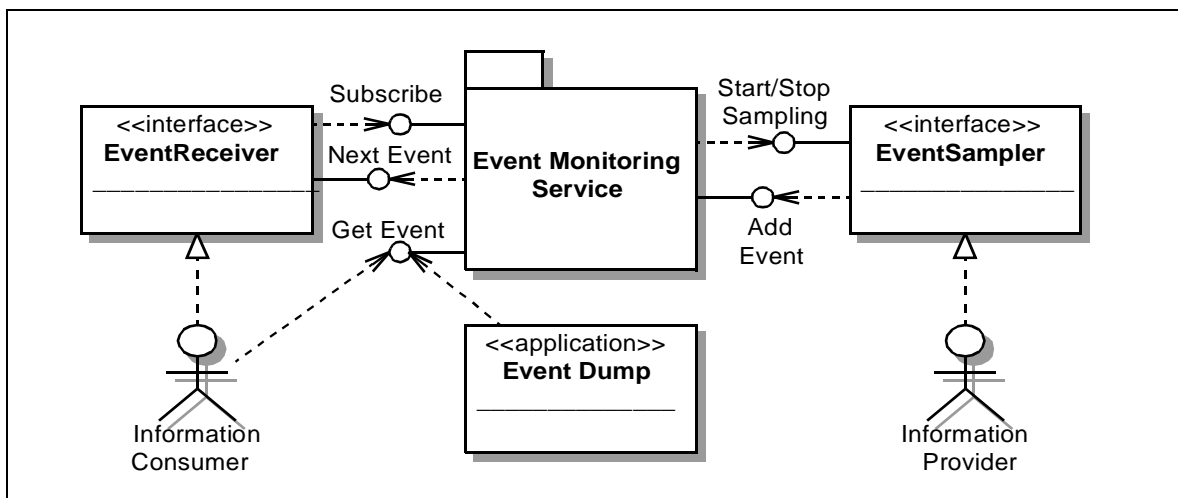 Subscribe
<<interface>>
EventReceiver
Next Event
Get Event
Event Monitoring
Service
Start/Stop
Sampling
<<interface>>
EventSampler
Add
Event
<<application>>
Event Dump
Information
Consumer
Information
Provider